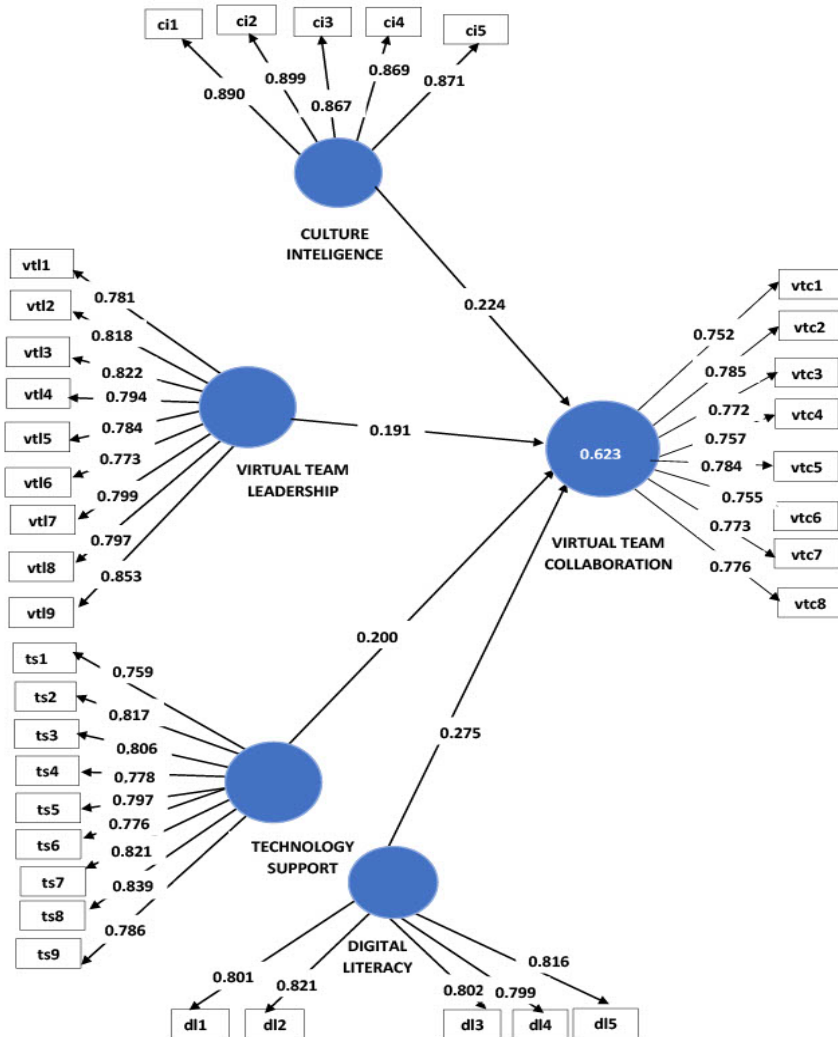 ci1
ci2
ci3
ci4
ci5
0.890
0.899
0.867
0.869
0.871
CULTURE
INTELIGENCE
0.224
vtl1
vtl2
vtl3
vtl4
vtl5
vtl6
vtl7
vtl8
vtl9
0.781
0.818
0.822
0.794
0.784
0.773
0.799
0.797
0.853
VIRTUAL TEAM
LEADERSHIP
0.191
0.623
VIRTUAL TEAM
COLLABORATION
0.752
0.785
0.772
0.757
0.784
0.755
0.773
0.776
vtc1
vtc2
vtc3
vtc4
vtc5
vtc6
vtc7
vtc8
ts1
ts2
ts3
ts4
ts5
ts6
ts7
ts8
ts9
0.759
0.817
0,806
0.778
0.797
0.776
0.821
0.839
0.786
TECHNOLOGY
SUPPORT
0.200
0.275
DIGITAL
LITERACY
0.801
0.821
0.802
0.799
0.816
dl1
dl2
dl3
dl4
dl5